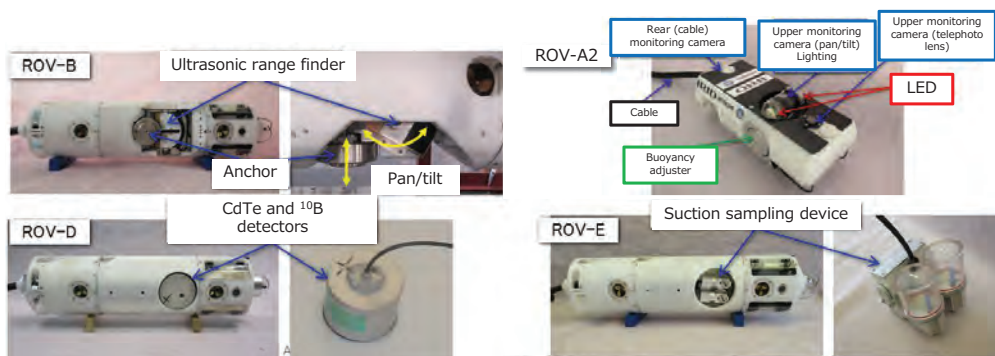 ROV-B
Ultrasonic range finder
Anchor
Pan/tilt
ROV-A2
Rear (cable)
monitoring camera
Upper monitoring
camera (pan/tilt)
Lighting
Upper monitoring
camera (telephoto
lens)
LED
Cable
Buoyancy
adjuster
ROV-D
CdTe and ¹⁰B
detectors
A
ROV-E
Suction sampling device